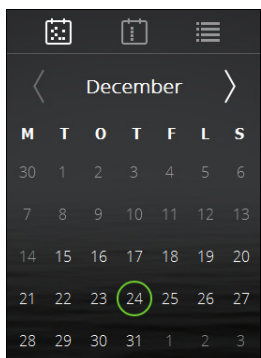 December
M T O T F L S
30 1 2 3 4 5 6
7 8 9 10 11 12 13
14 15 16 17 18 19 20
21 22 23 24 25 26 27
28 29 30 31 1 2 3